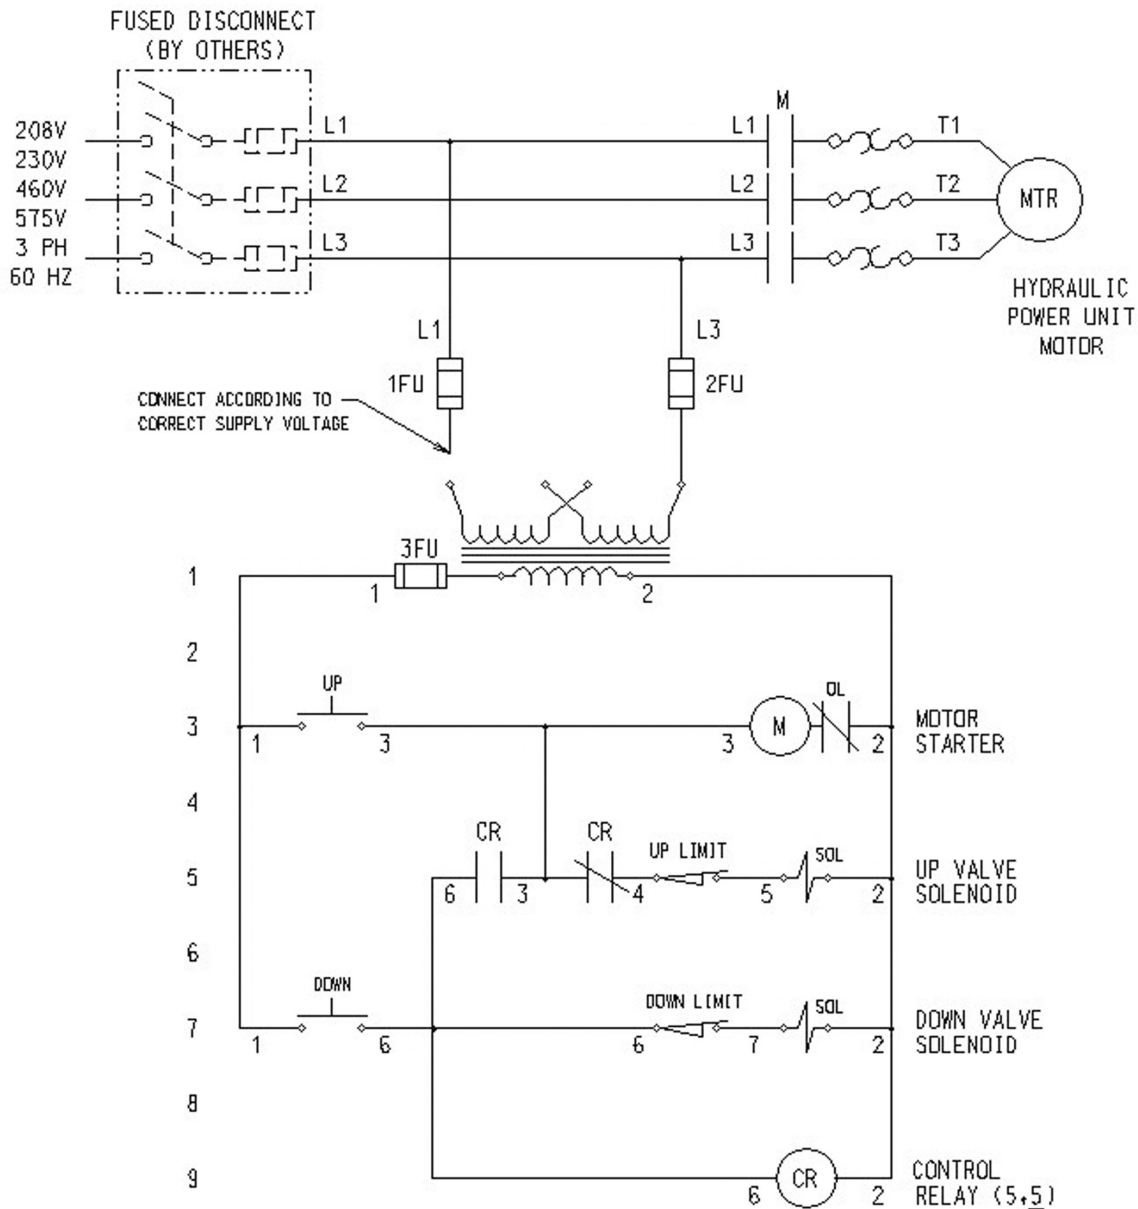 FUSED DISCONNECT
(BY OTHERS)
208V
230V
460V
575V
3 PH
60 HZ
L1
L2
L3
M
L1
L2
L3
T1
T2
T3
MTR
HYDRAULIC
POWER UNIT
MOTOR
L1
L3
1FU
2FU
CONNECT ACCORDING TO
CORRECT SUPPLY VOLTAGE
3FU
1
1
2
2
UP
OL
3
1
3
3
M
2
MOTOR
STARTER
4
CR
CR
UP LIMIT
SOL
5
6
3
4
5
2
UP VALVE
SOLENOID
6
DOWN
DOWN LIMIT
SOL
7
1
6
6
7
2
DOWN VALVE
SOLENOID
8
9
6
CR
2
CONTROL
RELAY (5,5)